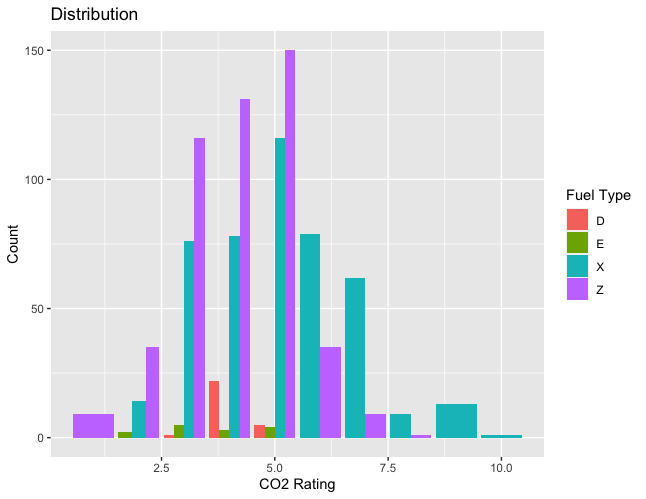 Distribution
150
100
50
0
Count
2.5 5.0 7.5 10.0
CO2 Rating
Fuel Type
D
E
X
Z